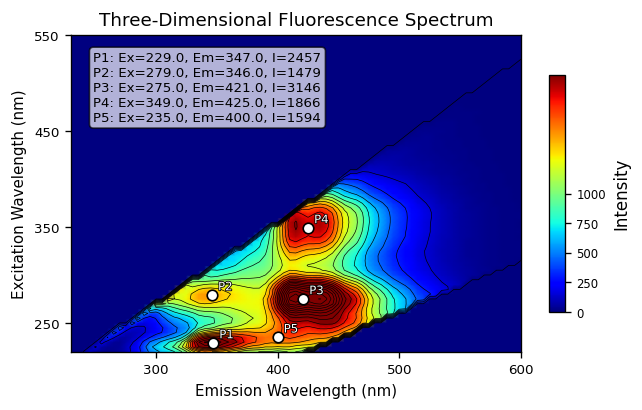 Three-Dimensional Fluorescence Spectrum
P1: Ex=229.0, Em=347.0, I=2457
P2: Ex=279.0, Em=346.0, I=1479
P3: Ex=275.0, Em=421.0, I=3146
P4: Ex=349.0, Em=425.0, I=1866
P5: Ex=235.0, Em=400.0, I=1594
550
450
350
250
Excitation Wavelength (nm)
P4
P2
P3
P5
P1
300
400
500
600
Emission Wavelength (nm)
1000
750
500
250
0
Intensity